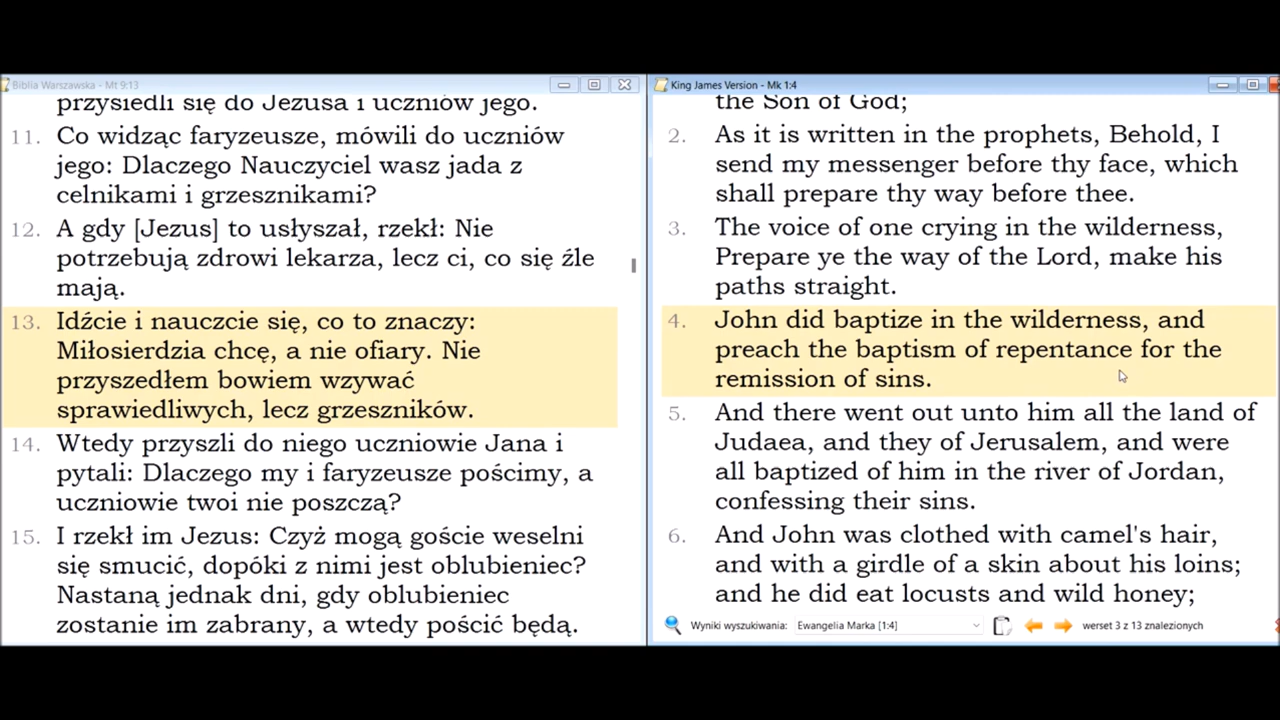 Biblia Warszawska - Mt 9:13
przysiedli się do Jezusa i uczniów jego.
11. Co widząc faryzeusze, mówili do uczniów
jego: Dlaczego Nauczyciel wasz jada z
celnikami i grzesznikami?
12. A gdy [Jezus] to usłyszał, rzekł: Nie
potrzebują zdrowi lekarza, lecz ci, co się źle
mają.
13. Idźcie i nauczcie się, co to znaczy:
Miłosierdzia chcę, a nie ofiary. Nie
przyszedłem bowiem wzywać
sprawiedliwych, lecz grzeszników.
14. Wtedy przyszli do niego uczniowie Jana i
pytali: Dlaczego my i faryzeusze pościmy, a
uczniowie twoi nie poszczą?
15. I rzekł im Jezus: Czyż mogą goście weselni
się smucić, dopóki z nimi jest oblubieniec?
Nastaną jednak dni, gdy oblubieniec
zostanie im zabrany, a wtedy pościć będą.
King James Version - Mk 1:4
the Son of God;
2. As it is written in the prophets, Behold, I
send my messenger before thy face, which
shall prepare thy way before thee.
3. The voice of one crying in the wilderness,
Prepare ye the way of the Lord, make his
paths straight.
4. John did baptize in the wilderness, and
preach the baptism of repentance for the
remission of sins.
5. And there went out unto him all the land of
Judaea, and they of Jerusalem, and were
all baptized of him in the river of Jordan,
confessing their sins.
6. And John was clothed with camel's hair,
and with a girdle of a skin about his loins;
and he did eat locusts and wild honey;
Wyniki wyszukiwania: Ewangelia Marka [1:4] werset 3 z 13 znalezionych